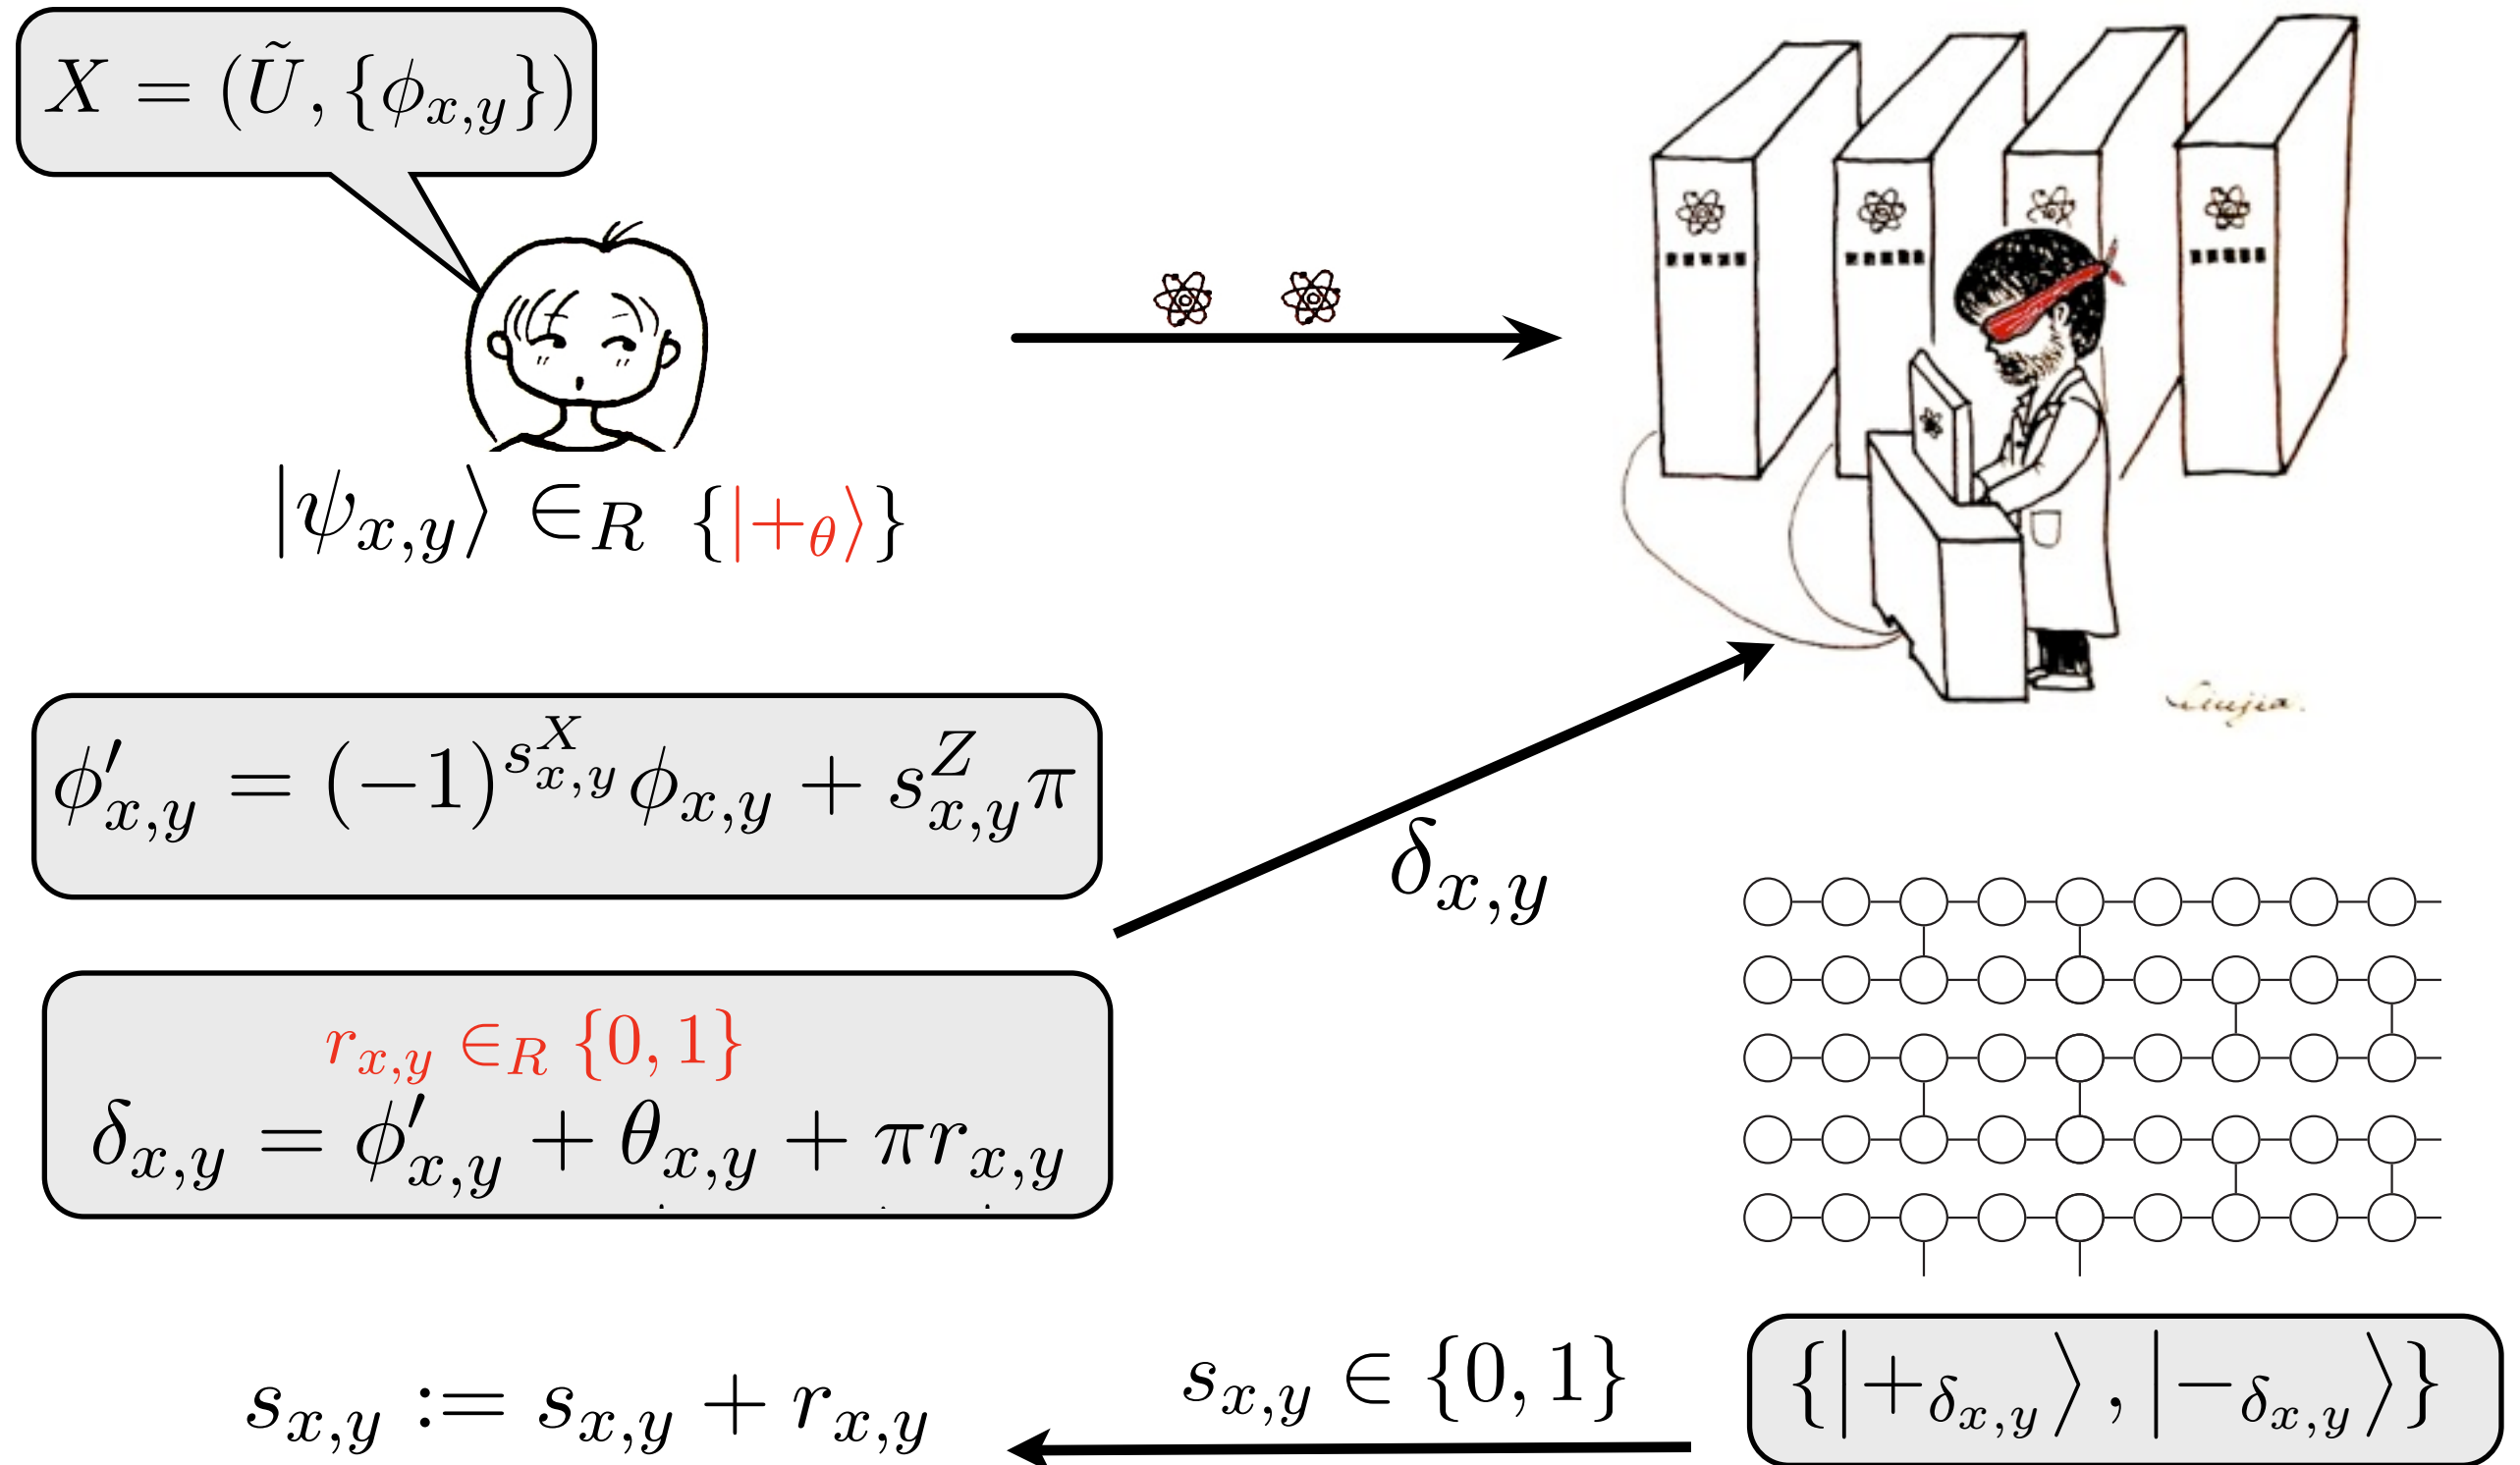 X = (Ũ, {ϕ_{x,y}})
|ψ_{x,y}⟩ ∈_R {|+_θ⟩}
ϕ′_{x,y} = (−1)^{s^X_{x,y}} ϕ_{x,y} + s^Z_{x,y} π
δ_{x,y}
r_{x,y} ∈_R {0, 1}
δ_{x,y} = ϕ′_{x,y} + θ_{x,y} + πr_{x,y}
s_{x,y} := s_{x,y} + r_{x,y}
s_{x,y} ∈ {0, 1}
{|+_{δ_{x,y}}⟩, |−_{δ_{x,y}}⟩}